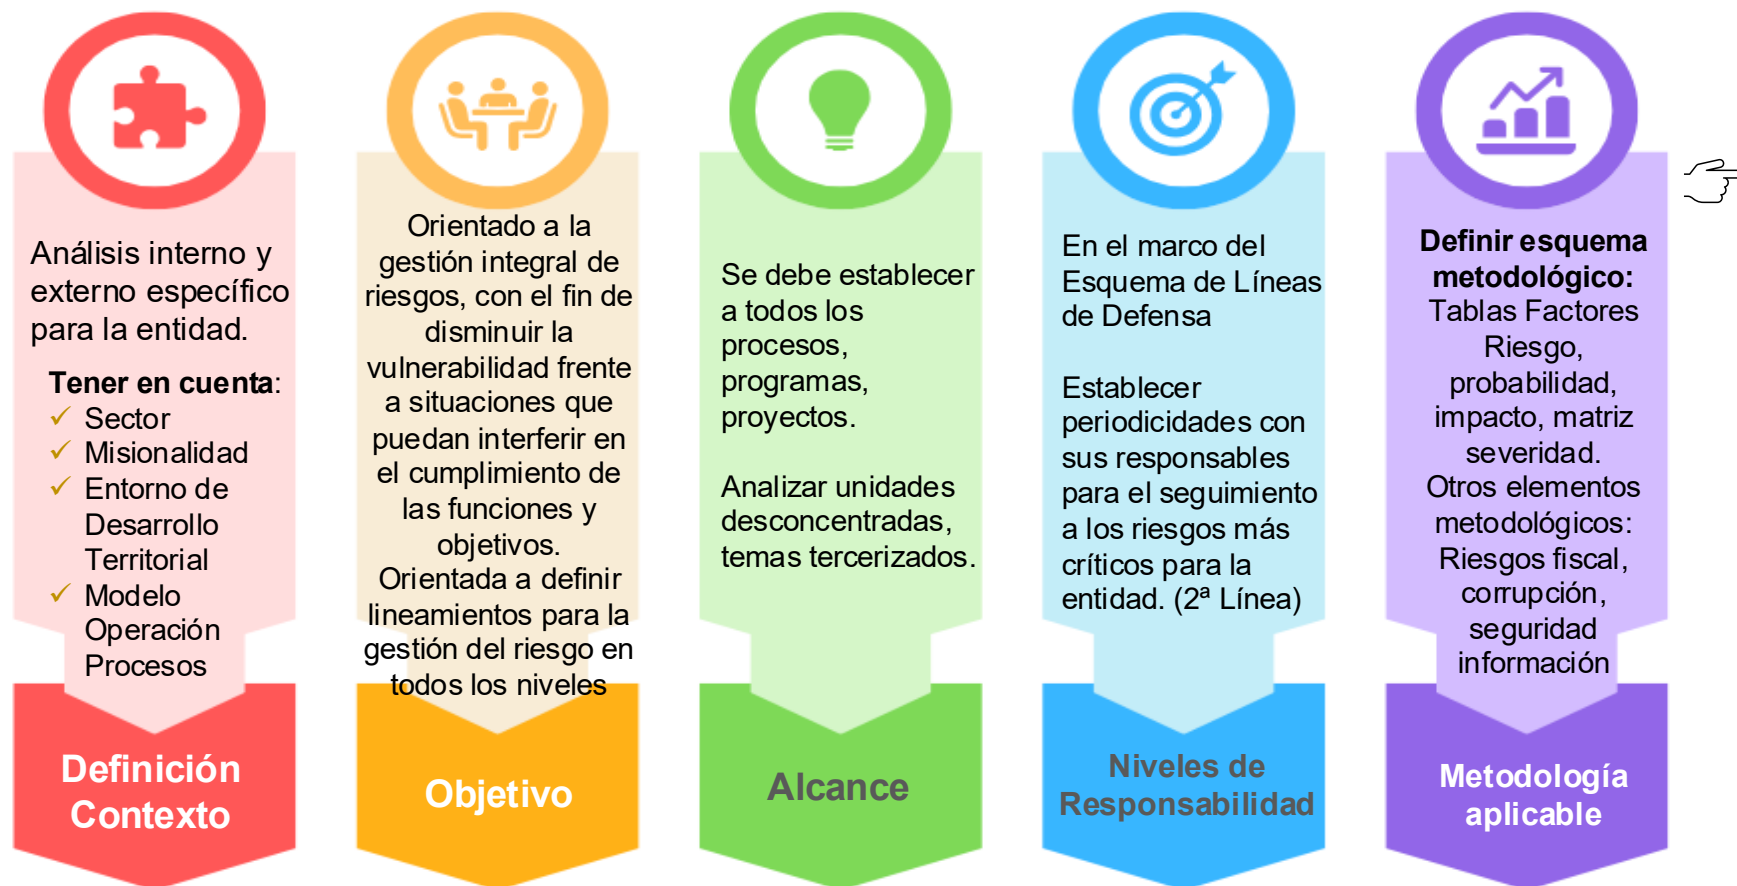 Análisis interno y
externo específico
para la entidad.
Tener en cuenta:
✓ Sector
✓ Misionalidad
✓ Entorno de
Desarrollo
Territorial
✓ Modelo
Operación
Procesos
Definición
Contexto
Orientado a la
gestión integral de
riesgos, con el fin de
disminuir la
vulnerabilidad frente
a situaciones que
puedan interferir en
el cumplimiento de
las funciones y
objetivos.
Orientada a definir
lineamientos para la
gestión del riesgo en
todos los niveles
Objetivo
Se debe establecer
a todos los
procesos,
programas,
proyectos.
Analizar unidades
desconcentradas,
temas tercerizados.
Alcance
En el marco del
Esquema de Líneas
de Defensa
Establecer
periodicidades con
sus responsables
para el seguimiento
a los riesgos más
críticos para la
entidad. (2ª Línea)
Niveles de
Responsabilidad
Definir esquema
metodológico:
Tablas Factores
Riesgo,
probabilidad,
impacto, matriz
severidad.
Otros elementos
metodológicos:
Riesgos fiscal,
corrupción,
seguridad
información
Metodología
aplicable